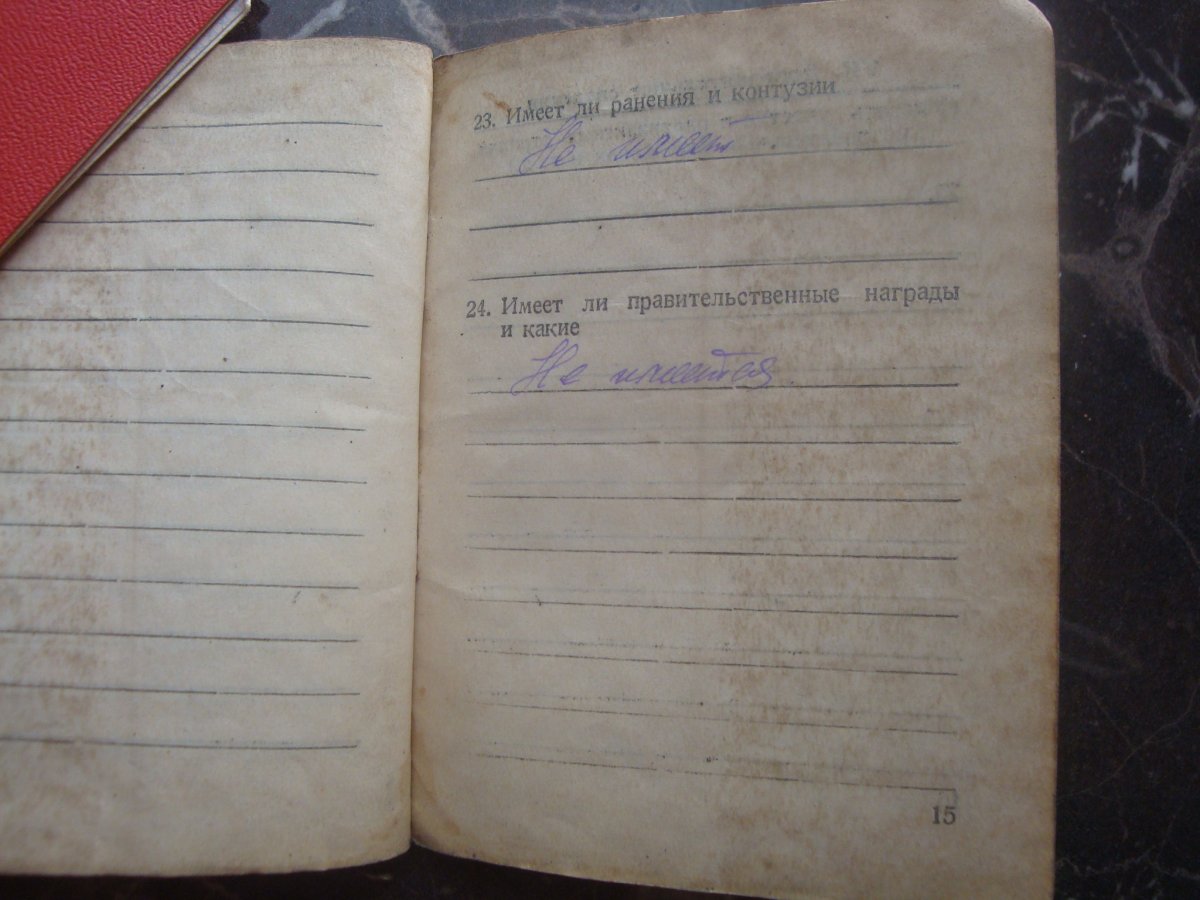 23. Имеет ли ранения и контузии
Не имеет.
24. Имеет ли правительственные награды
и какие
Не имеется.
15